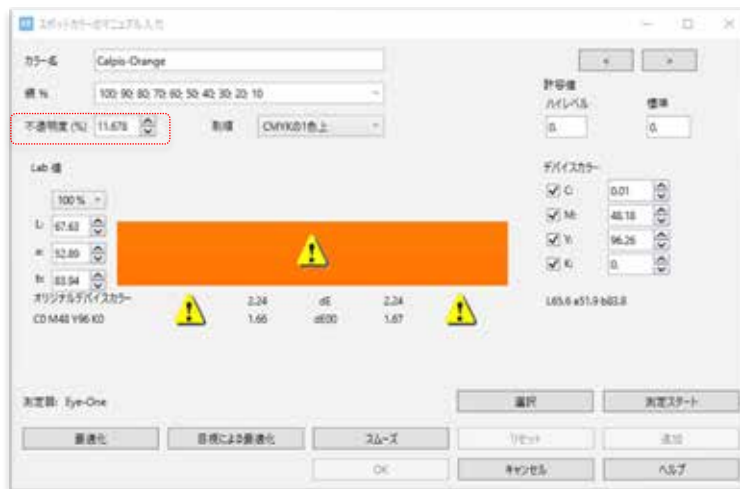 スポットカラーのマニュアル入力
カラー名 Calpis-Orange
網 % 100; 90; 80; 70; 60; 50; 40; 30; 20; 10
不透明度 (%) 11.678 CMYKの1色上
許容値
ハイレベル 標準
0. 0.
Lab 値
100 %
L: 67.63
a: 52.89
b: 83.94
デバイスカラー
C: 0.01
M: 48.18
Y: 96.26
K: 0.
オリジナルデバイスカラー
C0 M48 Y96 K0
2.24 dE 2.24
1.66 dE00 1.67
L65.6 a51.9 b83.8
測定器: Eye-One
選択 測定スタート
最適化 目視による最適化 スムーズ リセット 追加
OK キャンセル ヘルプ